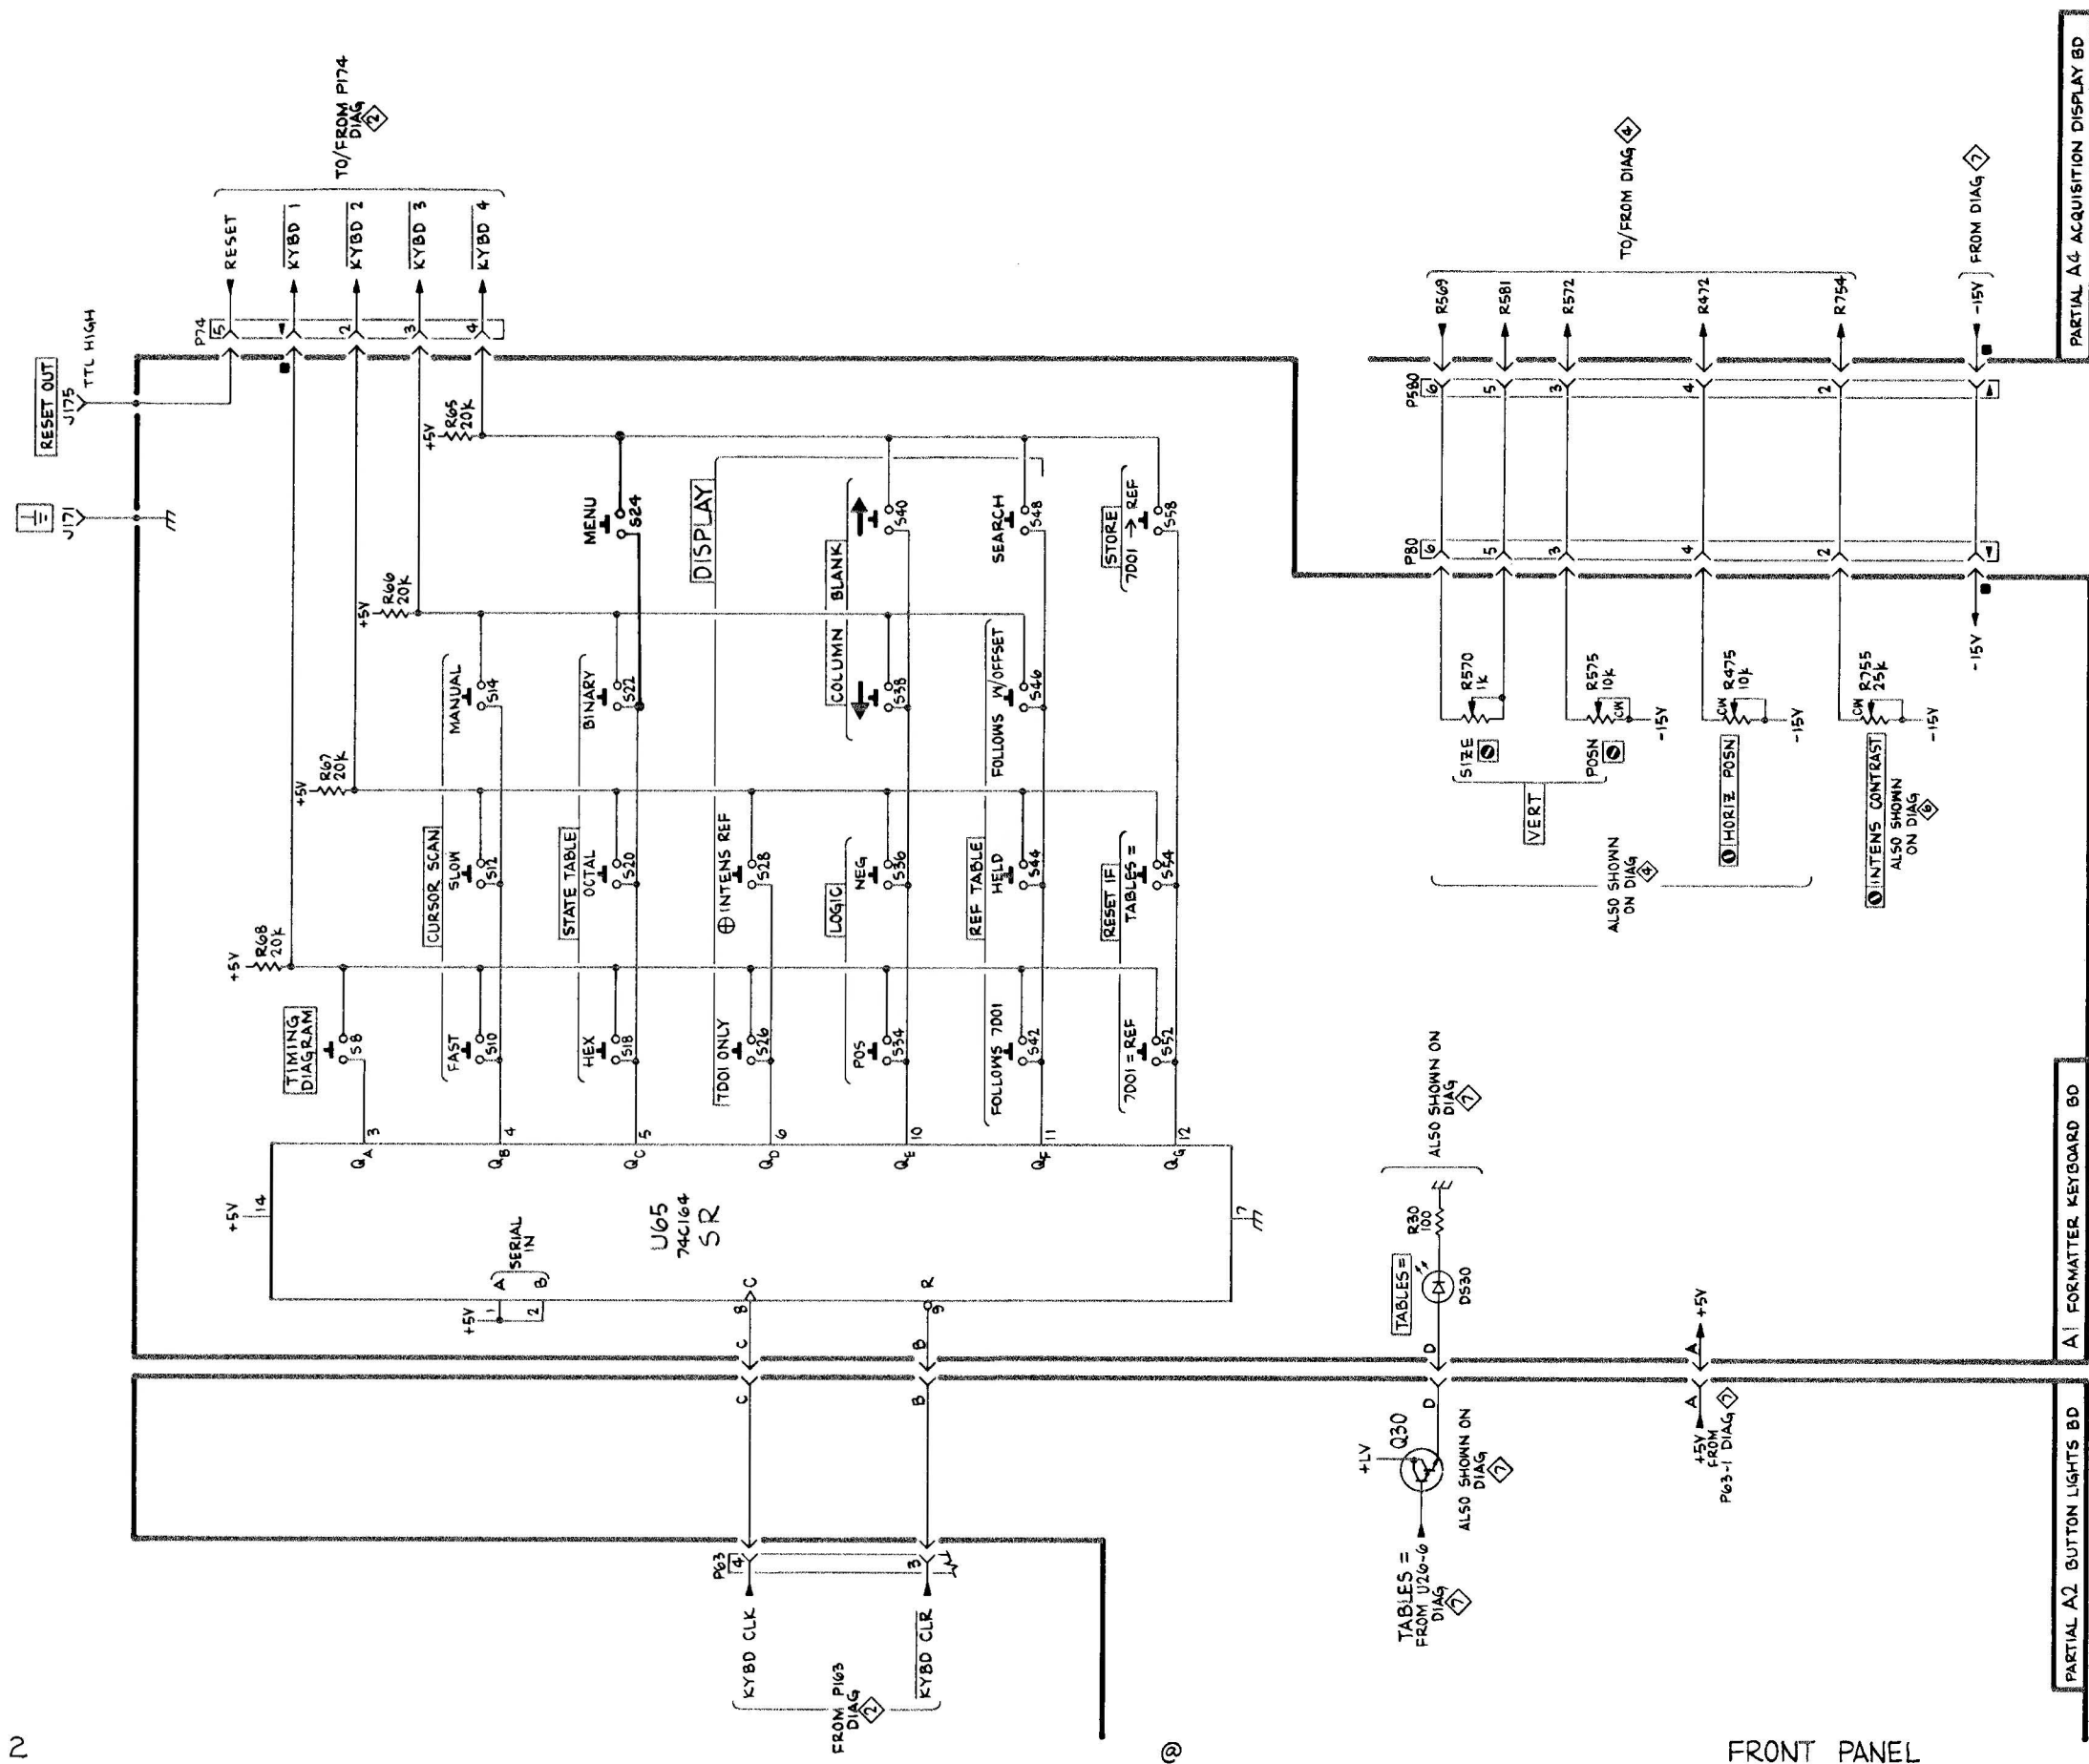 RESET OUT
J175
TTL HIGH
J171
P74
5
RESET
KYBD 1
2
KYBD 2
3
KYBD 3
4
KYBD 4
TO/FROM P174
DIAG
2
+5V
R68
20K
+5V
R67
20K
+5V
R66
20K
+5V
R65
20K
TIMING
DIAGRAM
S8
CURSOR SCAN
FAST
S10
SLOW
S12
MANUAL
S14
STATE TABLE
HEX
S18
OCTAL
S20
BINARY
S22
MENU
S24
DISPLAY
7D01 ONLY
S26
⊕ INTENS REF
S28
LOGIC
POS
S34
NEG
S36
COLUMN BLANK
S38
S40
REF TABLE
FOLLOWS 7D01
S42
HELD
S44
FOLLOWS W/OFFSET
S46
SEARCH
S48
RESET IF
7D01 = REF
S52
TABLES =
S54
STORE
7D01 → REF
S58
+5V
14
QA
3
QB
4
QC
5
QD
6
QE
10
QF
11
QG
12
U65
74C164
SR
SERIAL
IN
A
B
+5V
1
2
8
C
9
R
7
C
B
C
B
P63
4
3
KYBD CLK
KYBD CLR
FROM P163
DIAG
2
P580
6
R569
5
R581
3
R572
4
R472
2
R754
TO/FROM DIAG 4
-15V
FROM DIAG 7
P80
6
5
3
4
2
-15V
SIZE
R570
1K
POSN
R575
10K
CW
-15V
VERT
HORIZ POSN
R475
10K
CW
-15V
INTENS CONTRAST
R755
25K
CW
-15V
ALSO SHOWN
ON DIAG
4
ALSO SHOWN
ON DIAG
6
TABLES =
DS30
R30
100
ALSO SHOWN ON
DIAG
7
D
D
+LV
Q30
ALSO SHOWN ON
DIAG
7
TABLES =
FROM U26-6
DIAG
7
A
+5V
A
+5V
FROM
P63-1 DIAG 7
PARTIAL A4 ACQUISITION DISPLAY BD
A1 FORMATTER KEYBOARD BD
PARTIAL A2 BUTTON LIGHTS BD
2
@
FRONT PANEL